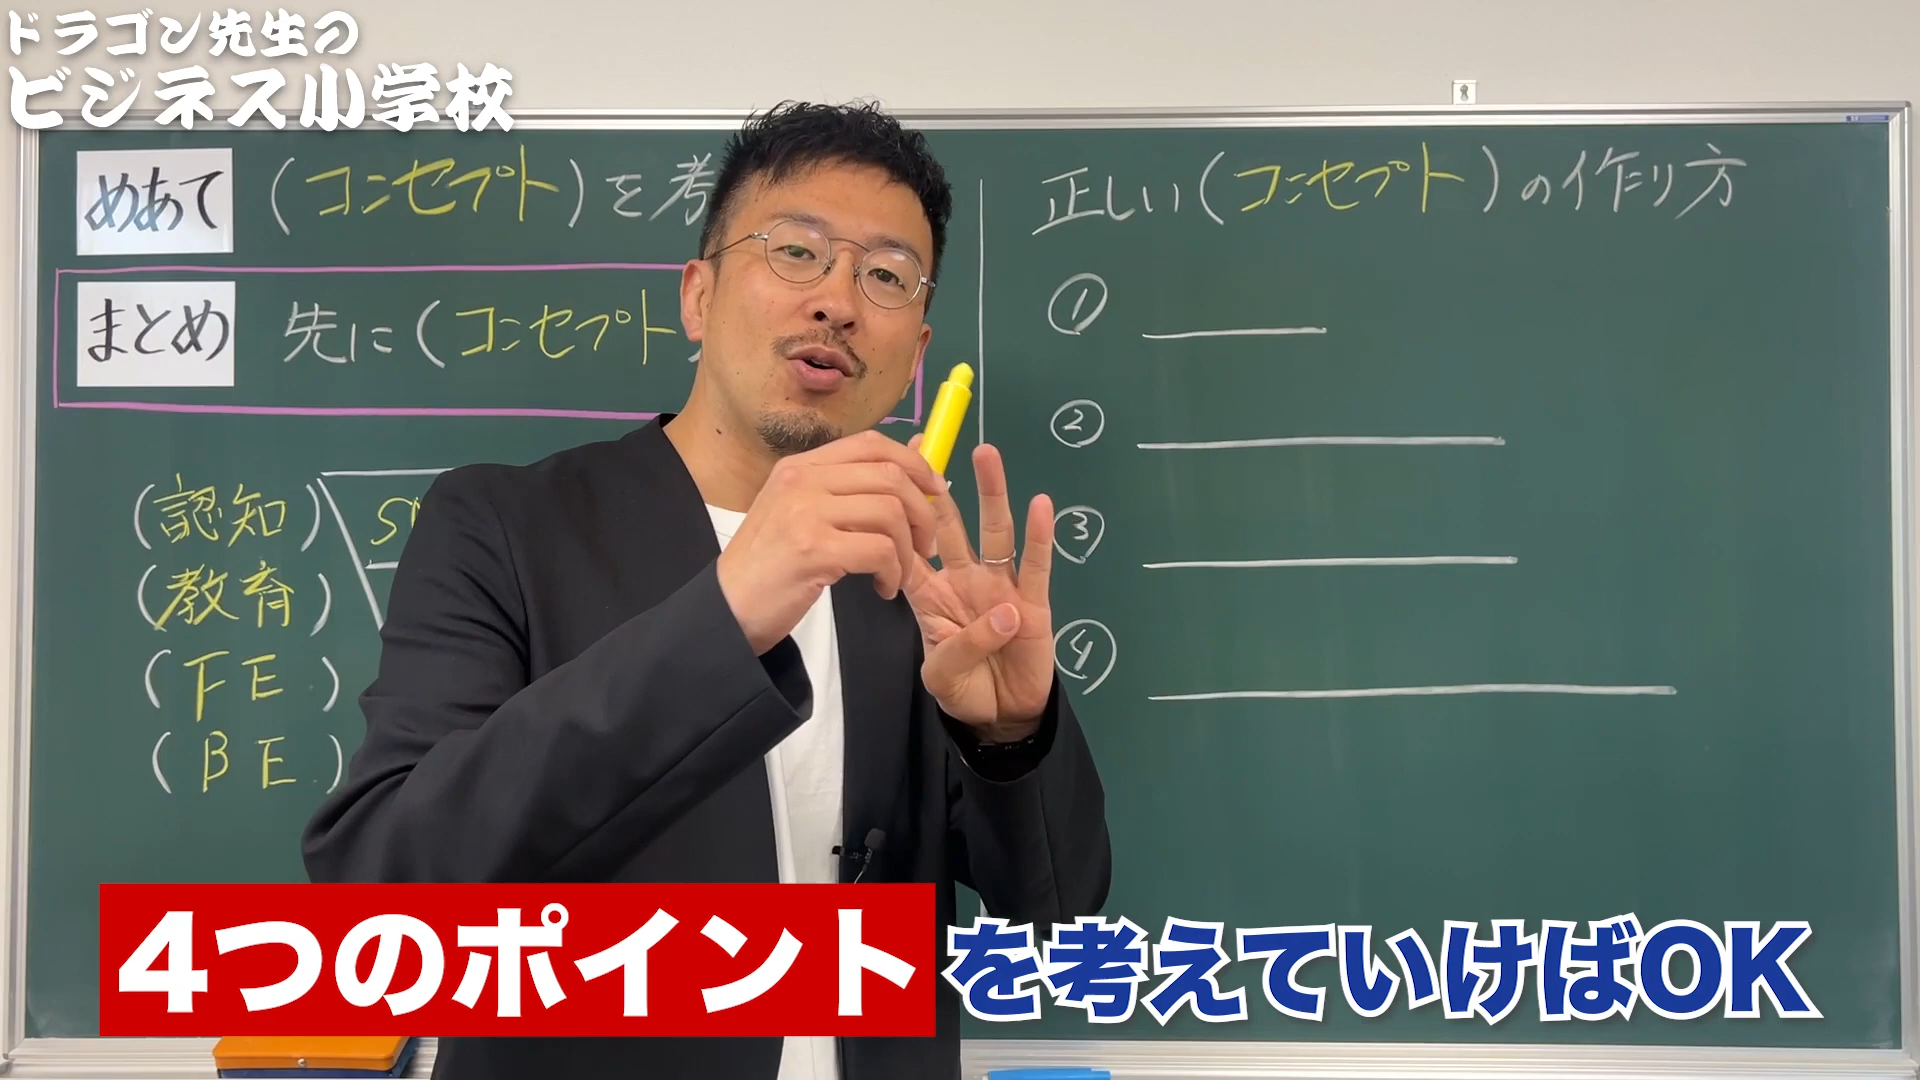 ドラゴン先生の
ビジネス小学校
めあて (コンセプト)を考
まとめ 先に(コンセプト
(認知)
(教育)
(FE)
(BE)
正しい(コンセプト)の作り方
①
②
③
④
4つのポイントを考えていけばOK